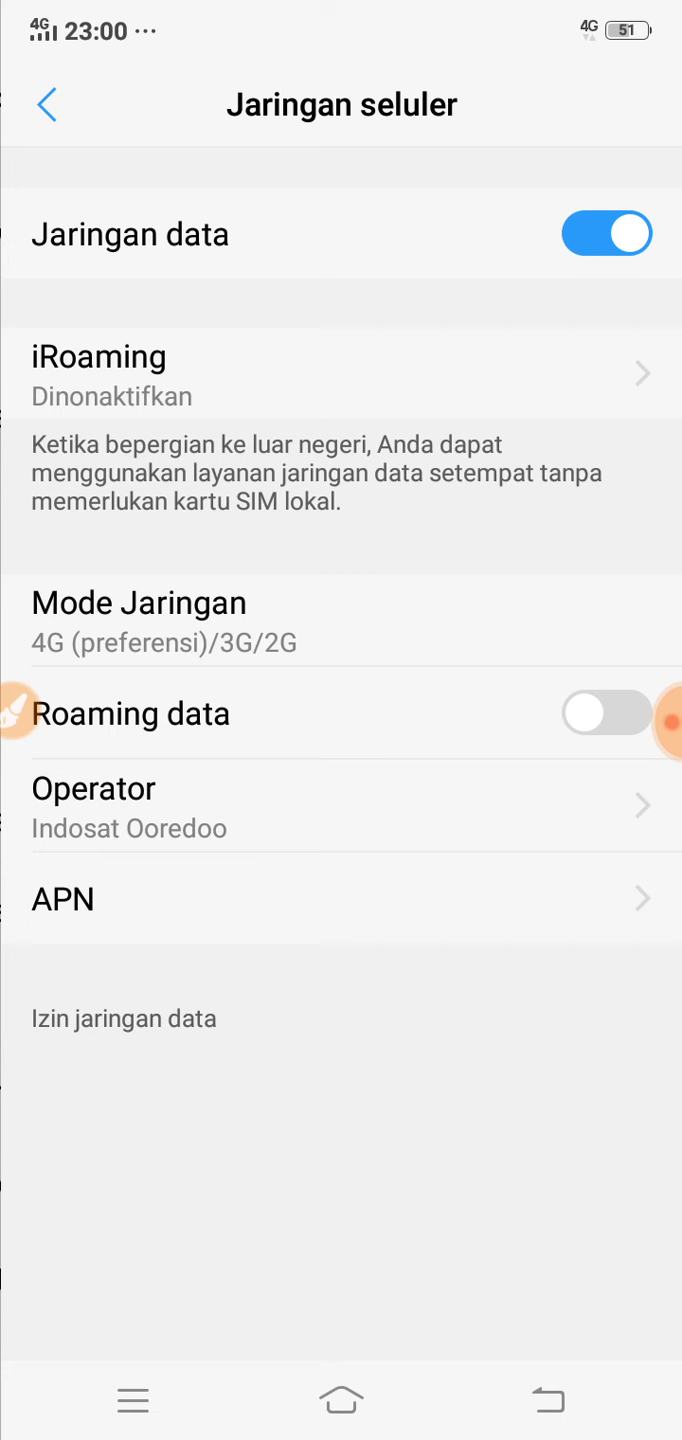 4G 23:00 ... 4G 51
Jaringan seluler
Jaringan data
iRoaming
Dinonaktifkan
Ketika bepergian ke luar negeri, Anda dapat
menggunakan layanan jaringan data setempat tanpa
memerlukan kartu SIM lokal.
Mode Jaringan
4G (preferensi)/3G/2G
Roaming data
Operator
Indosat Ooredoo
APN
Izin jaringan data